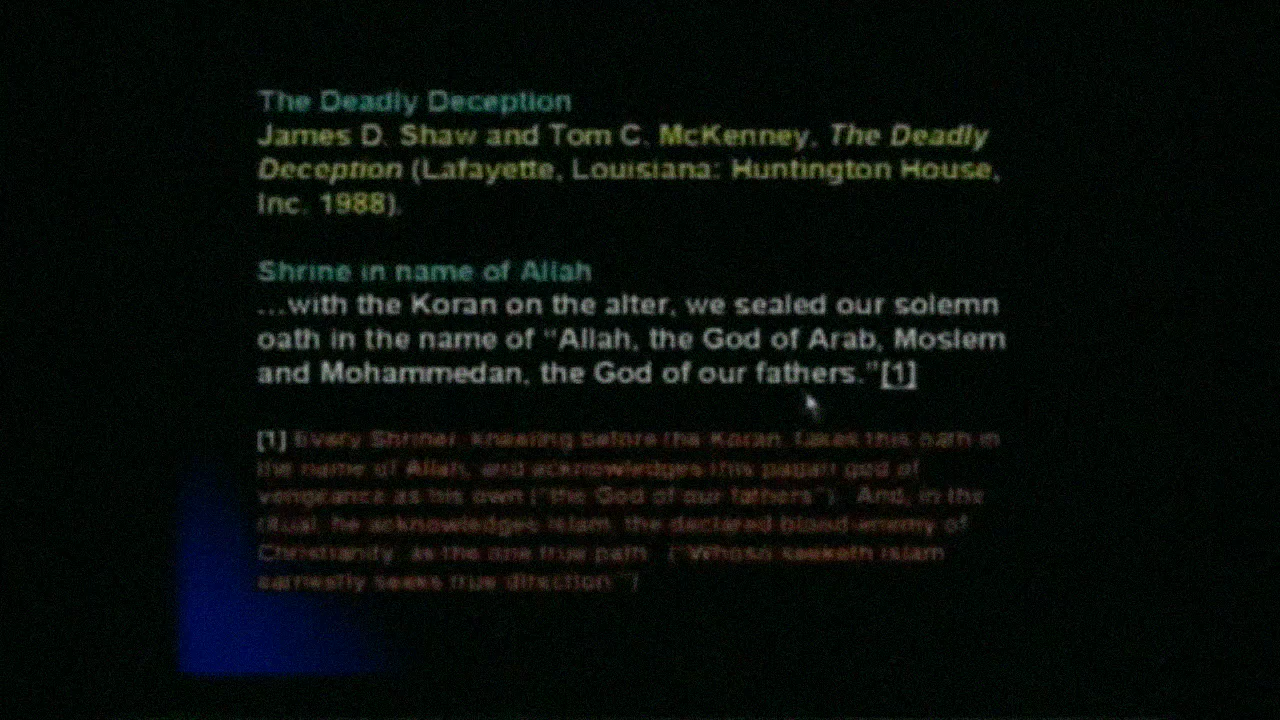 The Deadly Deception
James D. Shaw and Tom C. McKenney, The Deadly
Deception (Lafayette, Louisiana: Huntington House,
Inc. 1988).
Shrine in name of Allah
...with the Koran on the alter, we sealed our solemn
oath in the name of “Allah, the God of Arab, Moslem
and Mohammedan, the God of our fathers.”[1]
[1] Every Shriner, kneeling before the Koran, takes this oath in
the name of Allah, and acknowledges this pagan god of
vengeance as his own (“the God of our fathers”). And, in the
ritual, he acknowledges Islam, the declared blood-enemy of
Christianity, as the one true path. (“Whoso seeketh Islam
earnestly seeks true direction.”)